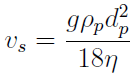 v_s = \frac{g \rho_p d_p^2}{18 \eta}